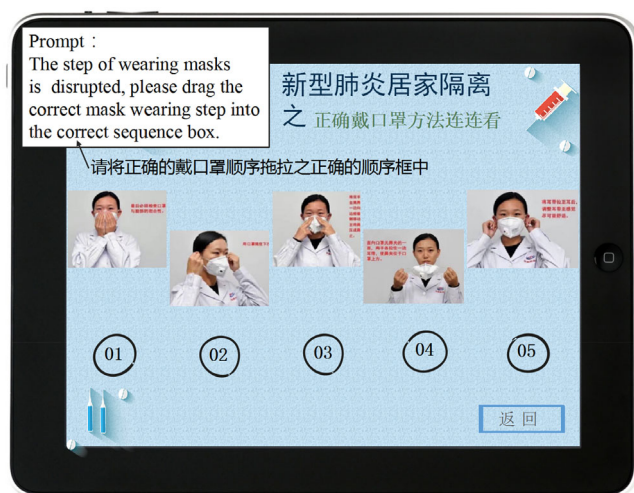 Prompt：
The step of wearing masks
is disrupted, please drag the
correct mask wearing step into
the correct sequence box.
新型肺炎居家隔离
之 正确戴口罩方法连连看
请将正确的戴口罩顺序拖拉之正确的顺序框中
01
02
03
04
05
返回